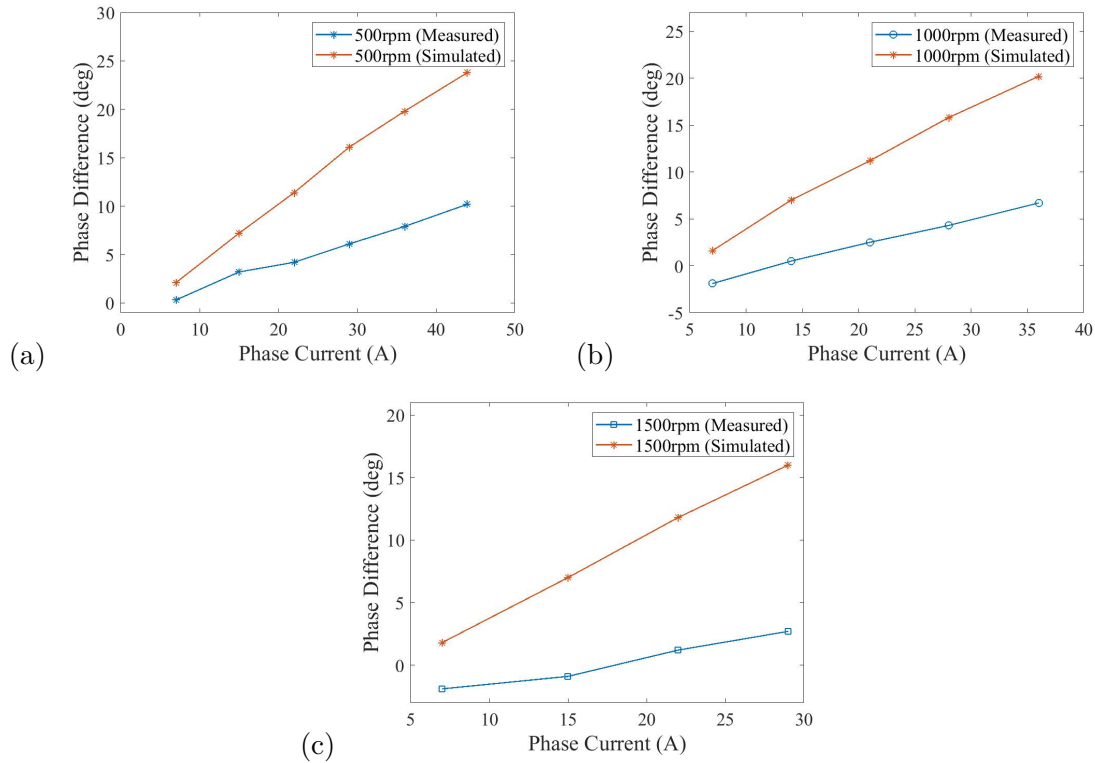 30
25
20
15
10
5
0
0 10 20 30 40 50
Phase Difference (deg)
Phase Current (A)
500rpm (Measured)
500rpm (Simulated)
(a)
25
20
15
10
5
0
-5
5 10 15 20 25 30 35 40
Phase Difference (deg)
Phase Current (A)
1000rpm (Measured)
1000rpm (Simulated)
(b)
20
15
10
5
0
5 10 15 20 25 30
Phase Difference (deg)
Phase Current (A)
1500rpm (Measured)
1500rpm (Simulated)
(c)